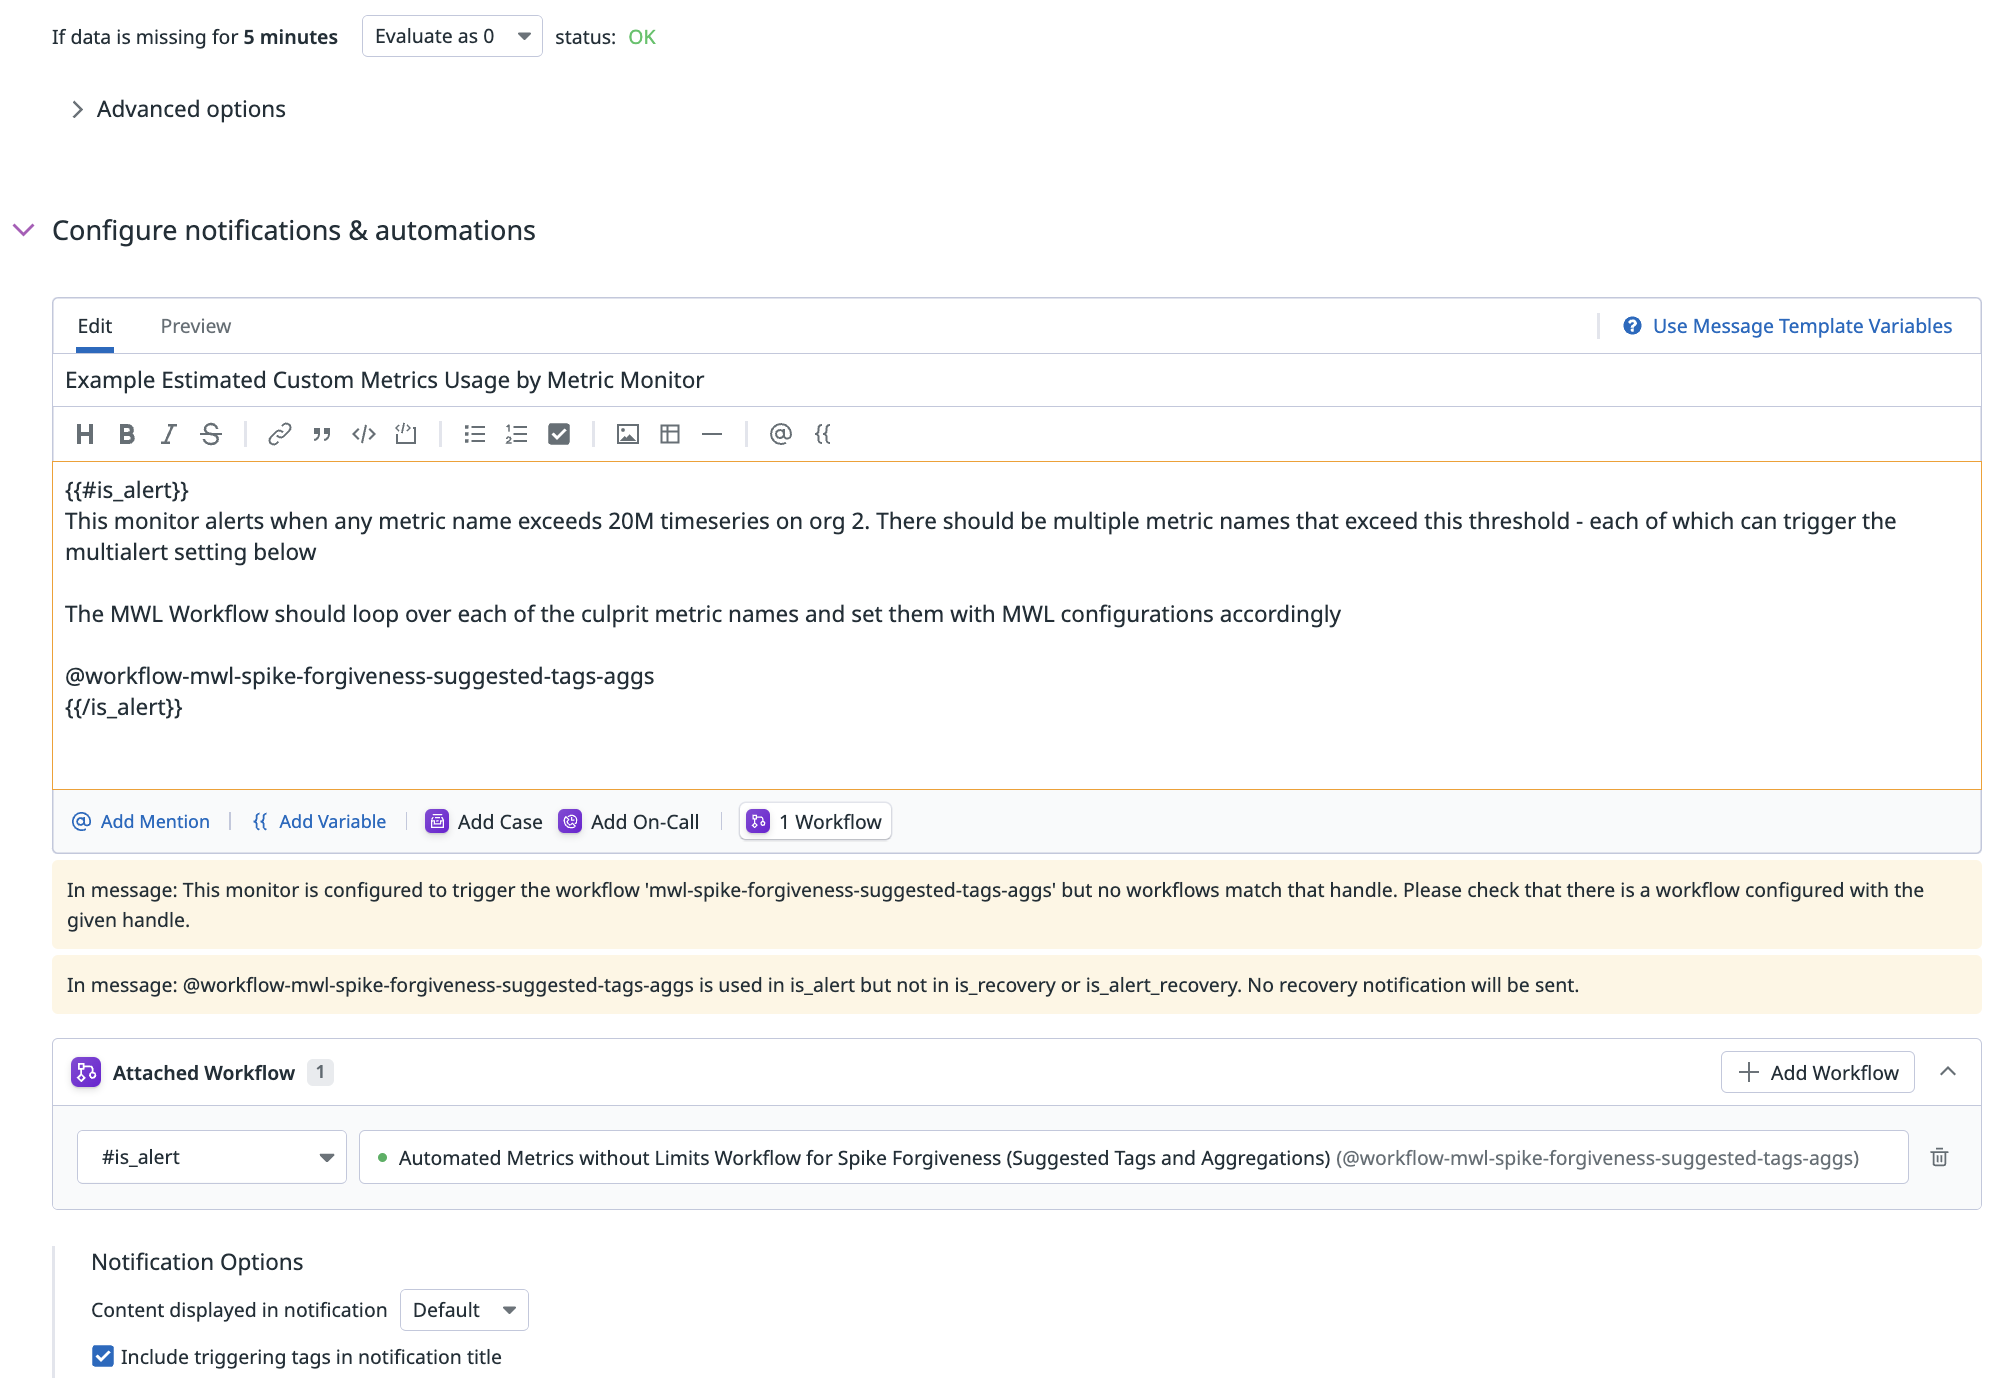 If data is missing for 5 minutes Evaluate as 0 status: OK
Advanced options
Configure notifications & automations
Edit Preview Use Message Template Variables
Example Estimated Custom Metrics Usage by Metric Monitor
{{#is_alert}}
This monitor alerts when any metric name exceeds 20M timeseries on org 2. There should be multiple metric names that exceed this threshold - each of which can trigger the
multialert setting below
The MWL Workflow should loop over each of the culprit metric names and set them with MWL configurations accordingly
@workflow-mwl-spike-forgiveness-suggested-tags-aggs
{{/is_alert}}
@ Add Mention {{ Add Variable Add Case Add On-Call 1 Workflow
In message: This monitor is configured to trigger the workflow 'mwl-spike-forgiveness-suggested-tags-aggs' but no workflows match that handle. Please check that there is a workflow configured with the
given handle.
In message: @workflow-mwl-spike-forgiveness-suggested-tags-aggs is used in is_alert but not in is_recovery or is_alert_recovery. No recovery notification will be sent.
Attached Workflow 1 Add Workflow
#is_alert Automated Metrics without Limits Workflow for Spike Forgiveness (Suggested Tags and Aggregations) (@workflow-mwl-spike-forgiveness-suggested-tags-aggs)
Notification Options
Content displayed in notification Default
Include triggering tags in notification title